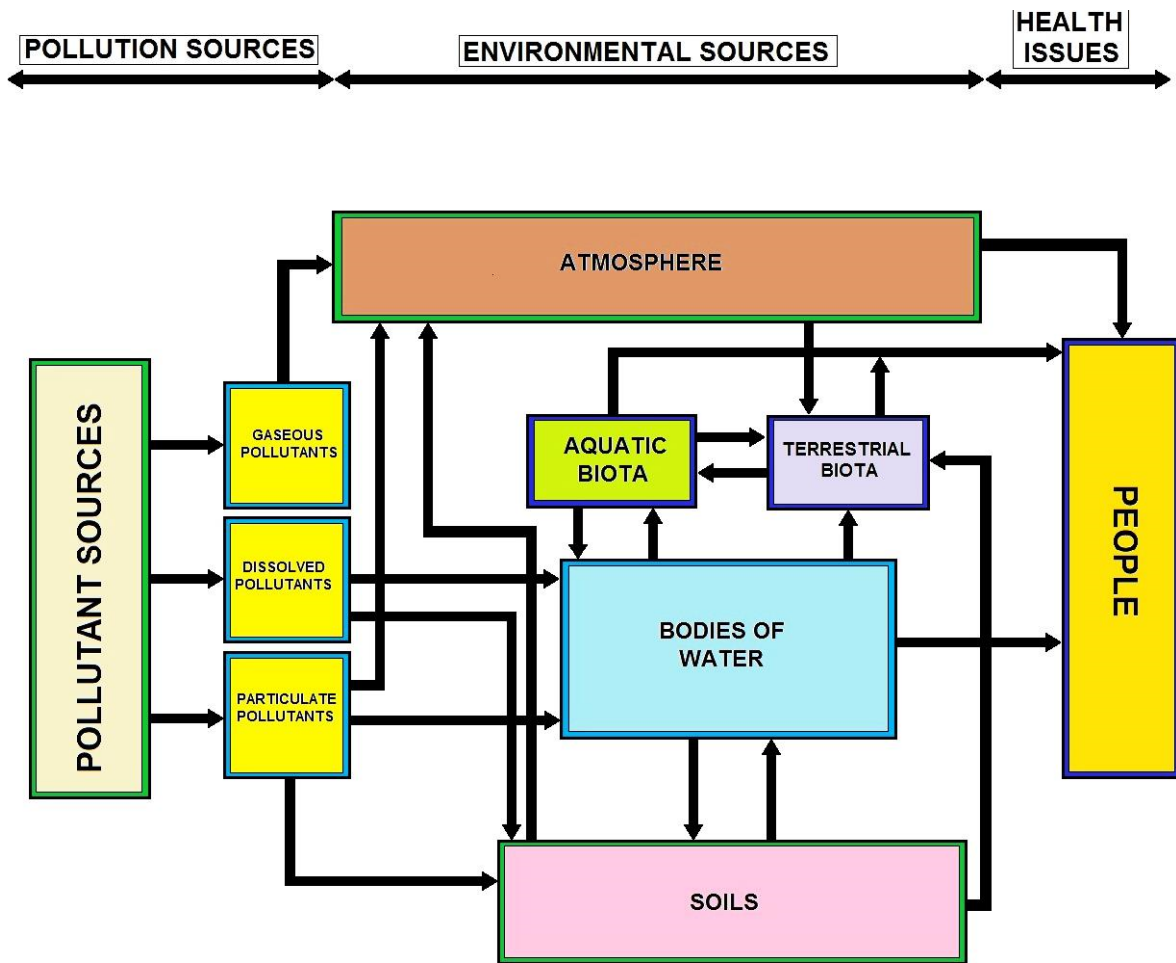 POLLUTION SOURCES
ENVIRONMENTAL SOURCES
HEALTH
ISSUES
ATMOSPHERE
POLLUTANT SOURCES
GASEOUS
POLLUTANTS
DISSOLVED
POLLUTANTS
PARTICULATE
POLLUTANTS
AQUATIC
BIOTA
TERRESTRIAL
BIOTA
BODIES OF
WATER
SOILS
PEOPLE